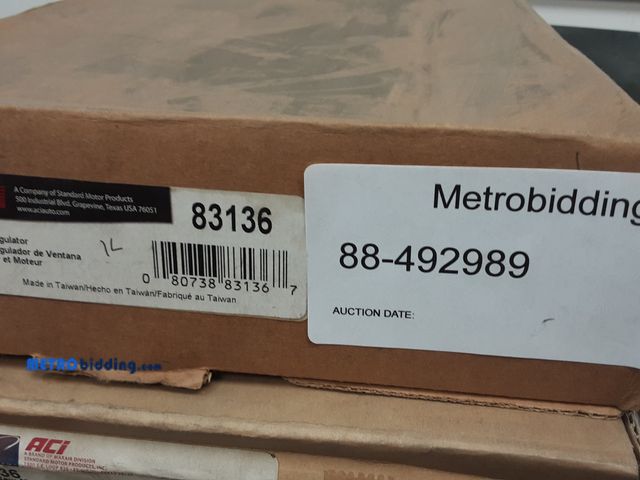 A Company of Standard Motor Products
500 Industrial Blvd. Grapevine, Texas USA 76051
www.aciauto.com
83136
gulator
gulador de Ventana
et Moteur
1L
0 80738 83136 7
Made in Taiwan/Hecho en Taiwán/Fabriqué au Taiwan
Metrobidding
88-492989
AUCTION DATE:
METRObidding.com
ACi
A BRAND OF MAXAIR DIVISION
STANDARD MOTOR PRODUCTS, INC.
36